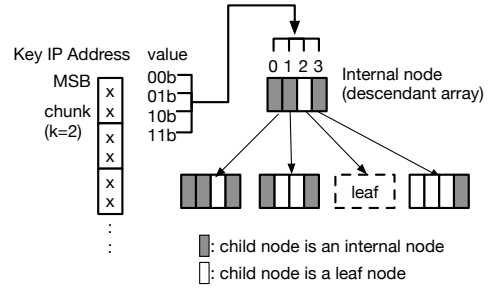 Key IP Address
value
MSB
chunk
(k=2)
x
x
x
x
x
x
00b
01b
10b
11b
0 1 2 3
Internal node
(descendant array)
leaf
: child node is an internal node
: child node is a leaf node